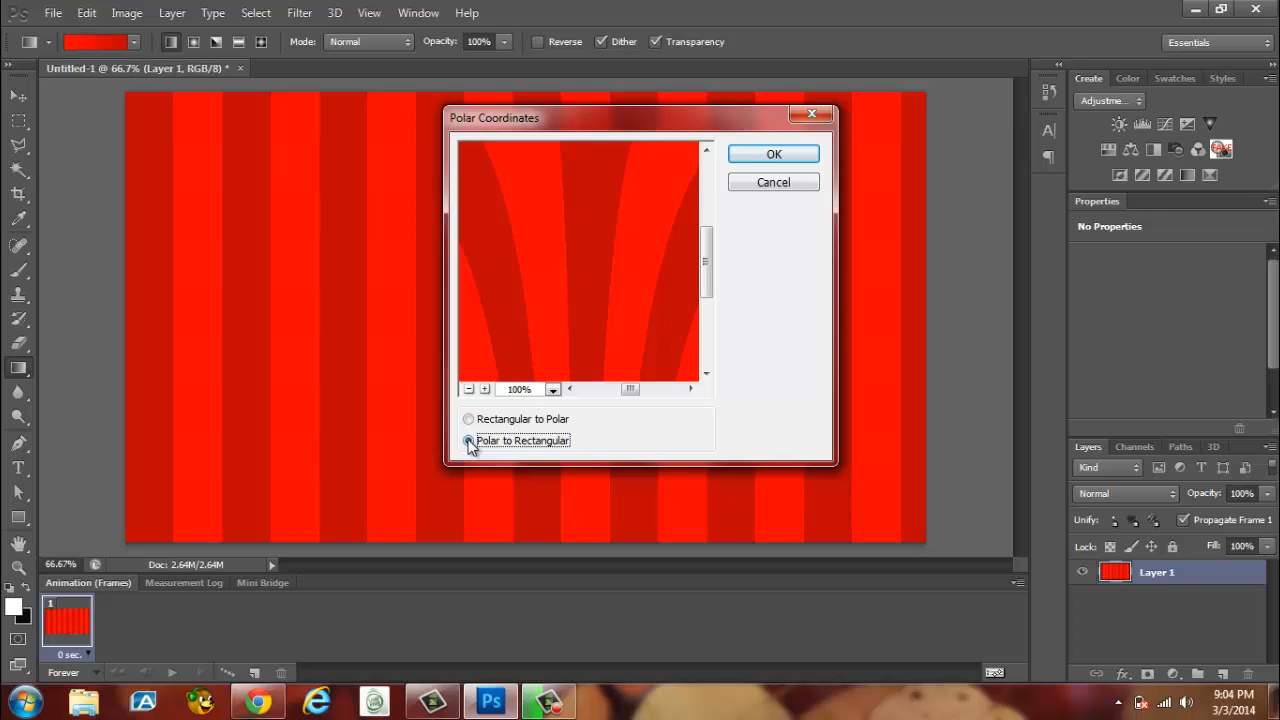 Ps File Edit Image Layer Type Select Filter 3D View Window Help
Mode: Normal Opacity: 100% Reverse Dither Transparency Essentials
Untitled-1 @ 66.7% (Layer 1, RGB/8) * ×
Create Color Swatches Styles
Adjustme...
FAKE
Properties
No Properties
Polar Coordinates
OK
Cancel
100%
Rectangular to Polar
Polar to Rectangular
Layers Channels Paths 3D
Kind
Normal Opacity: 100%
Unify: Propagate Frame 1
Lock: Fill: 100%
Layer 1
66.67% Doc: 2.64M/2.64M
Animation (Frames) Measurement Log Mini Bridge
1
0 sec.
Forever
Ps
9:04 PM
3/3/2014